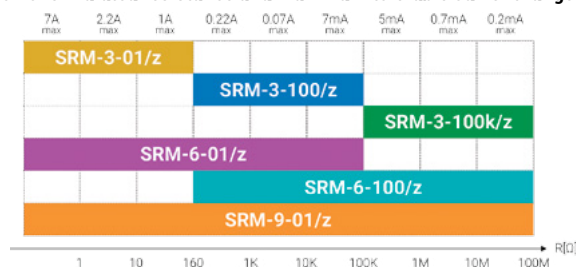 7A 2.2A 1A 0.22A 0.07A 7mA 5mA 0.7mA 0.2mA
max max max max max max max max max
SRM-3-01/z
SRM-3-100/z
SRM-3-100k/z
SRM-6-01/z
SRM-6-100/z
SRM-9-01/z
R[Ω]
1 10 160 1K 10K 100K 1M 10M 100M